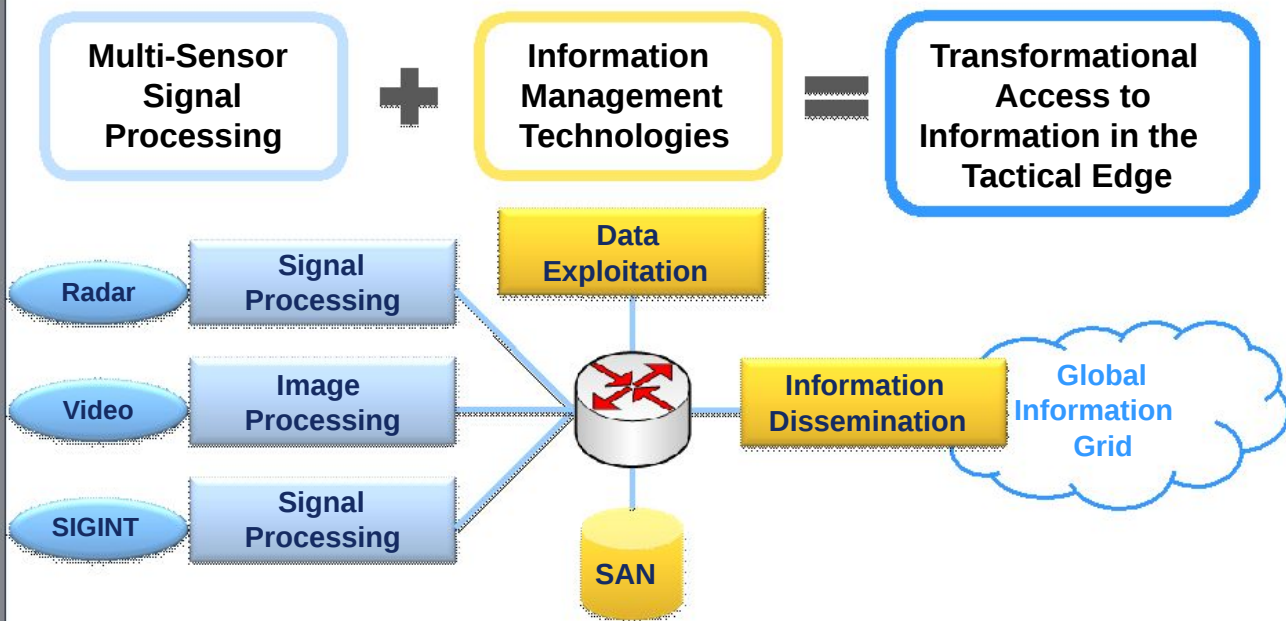 Multi-Sensor
Signal
Processing
Information
Management
Technologies
Transformational
Access to
Information in the
Tactical Edge
Data
Exploitation
Radar
Signal
Processing
Video
Image
Processing
Information
Dissemination
Global
Information
Grid
SIGINT
Signal
Processing
SAN